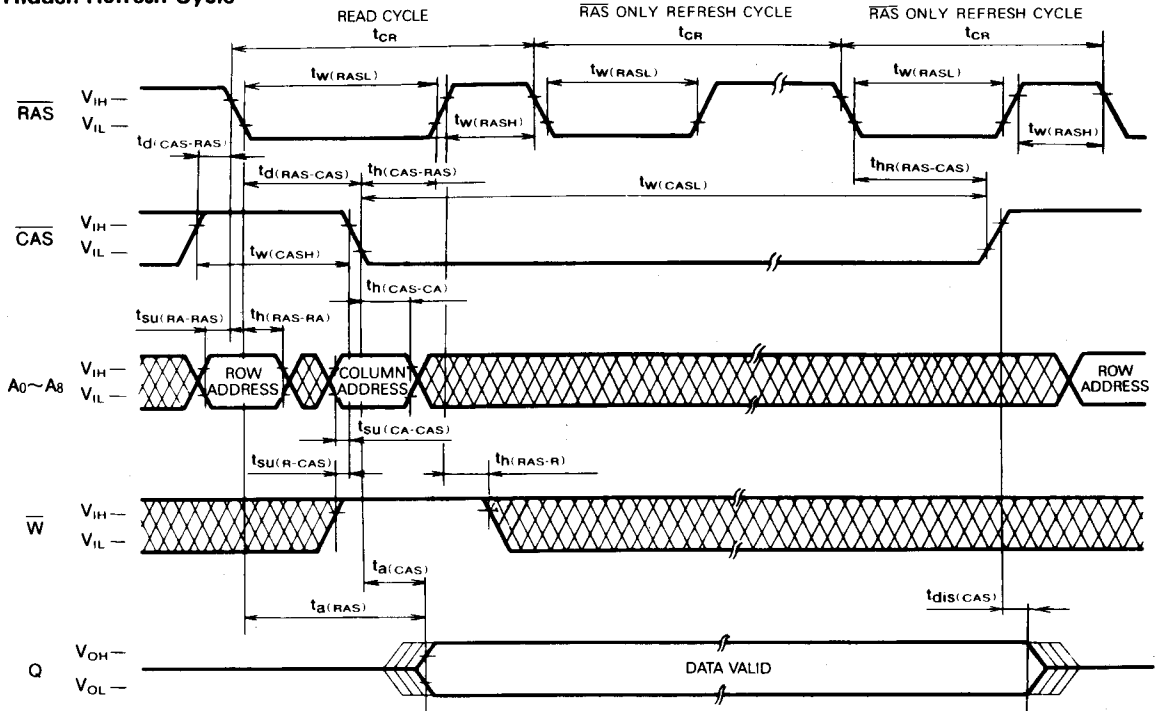 Hidden Refresh Cycle
READ CYCLE
RAS ONLY REFRESH CYCLE
RAS ONLY REFRESH CYCLE
tCR
tCR
tCR
tW(RASL)
tW(RASL)
tW(RASL)
RAS
VIH
VIL
tW(RASH)
tW(RASH)
td(CAS-RAS)
td(RAS-CAS)
th(CAS-RAS)
tW(CASL)
thR(RAS-CAS)
CAS
VIH
VIL
tW(CASH)
th(CAS-CA)
tsu(RA-RAS)
th(RAS-RA)
A0~A8
VIH
VIL
ROW ADDRESS
COLUMN ADDRESS
ROW ADDRESS
tsu(CA-CAS)
tsu(R-CAS)
th(RAS-R)
W
VIH
VIL
ta(CAS)
ta(RAS)
tdis(CAS)
Q
VOH
VOL
DATA VALID